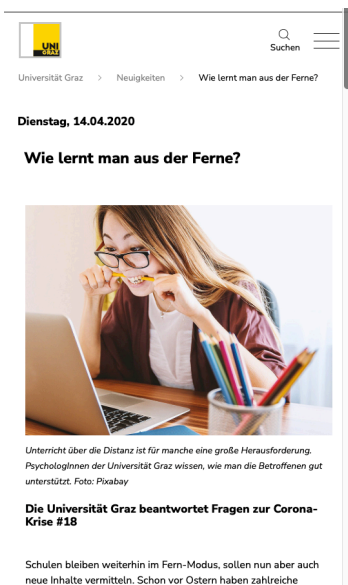 UNI
GRAZ
Suchen
Universität Graz > Neuigkeiten > Wie lernt man aus der Ferne?
Dienstag, 14.04.2020
Wie lernt man aus der Ferne?
Unterricht über die Distanz ist für manche eine große Herausforderung.
PsychologInnen der Universität Graz wissen, wie man die Betroffenen gut
unterstützt. Foto: Pixabay
Die Universität Graz beantwortet Fragen zur Corona-
Krise #18
Schulen bleiben weiterhin im Fern-Modus, sollen nun aber auch
neue Inhalte vermitteln. Schon vor Ostern haben zahlreiche